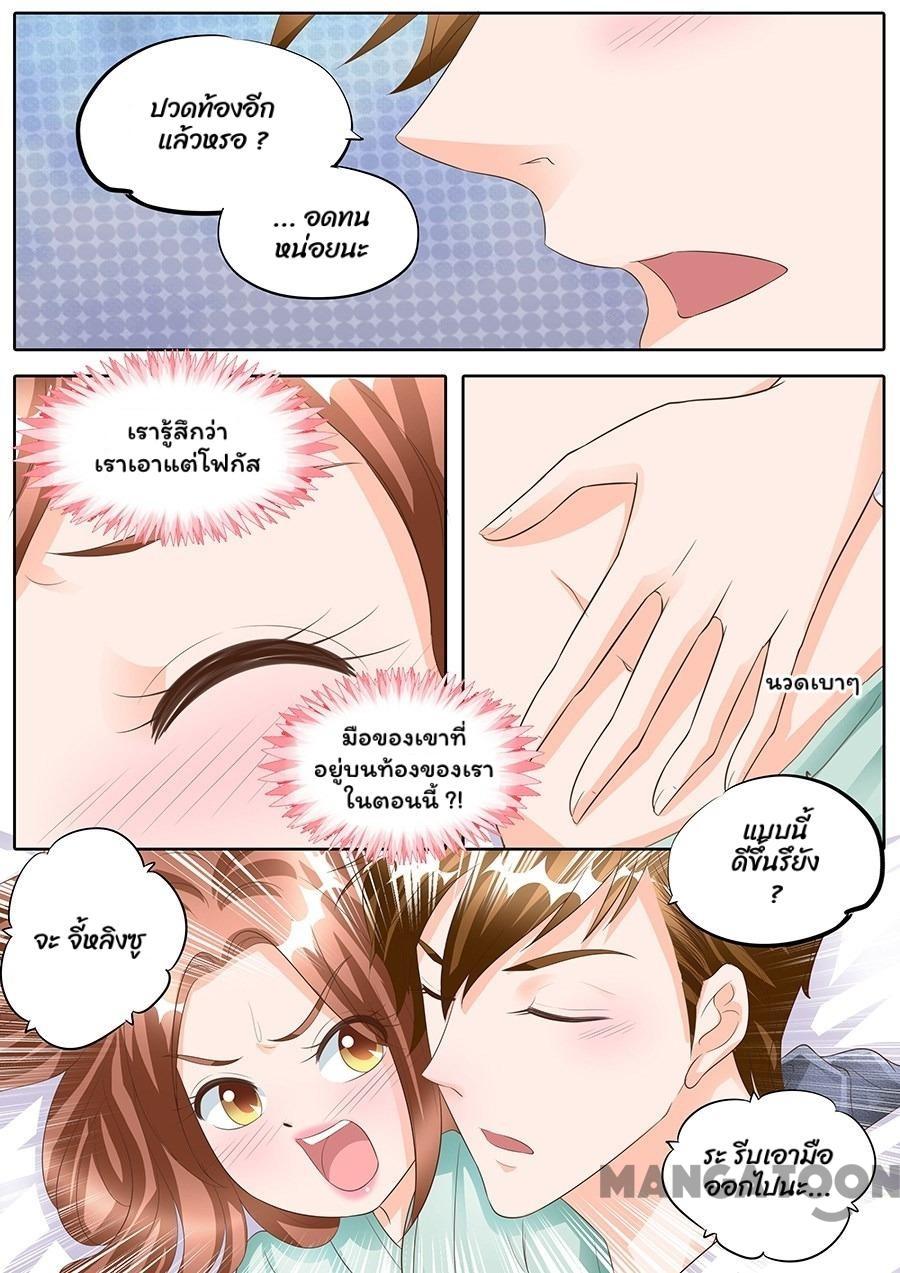 ปวดท้องอีก
แล้วหรอ ?
... อดทน
หน่อยนะ
เรารู้สึกว่า
เราเอาแต่โฟกัส
มือของเขาที่
อยู่บนท้องของเรา
ในตอนนี้ ?!
นวดเบาๆ
แบบนี้
ดีขึ้นรึยัง
?
จะ จี้หลิงซู
ระ รีบเอามือ
ออกไปนะ...
MANGATOON